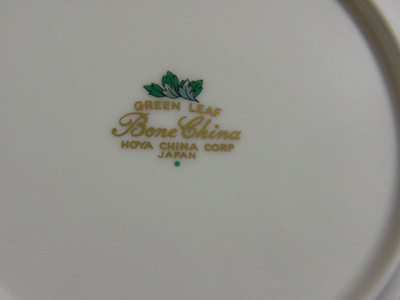 GREEN LEAF
Bone China
HOYA CHINA CORP
JAPAN